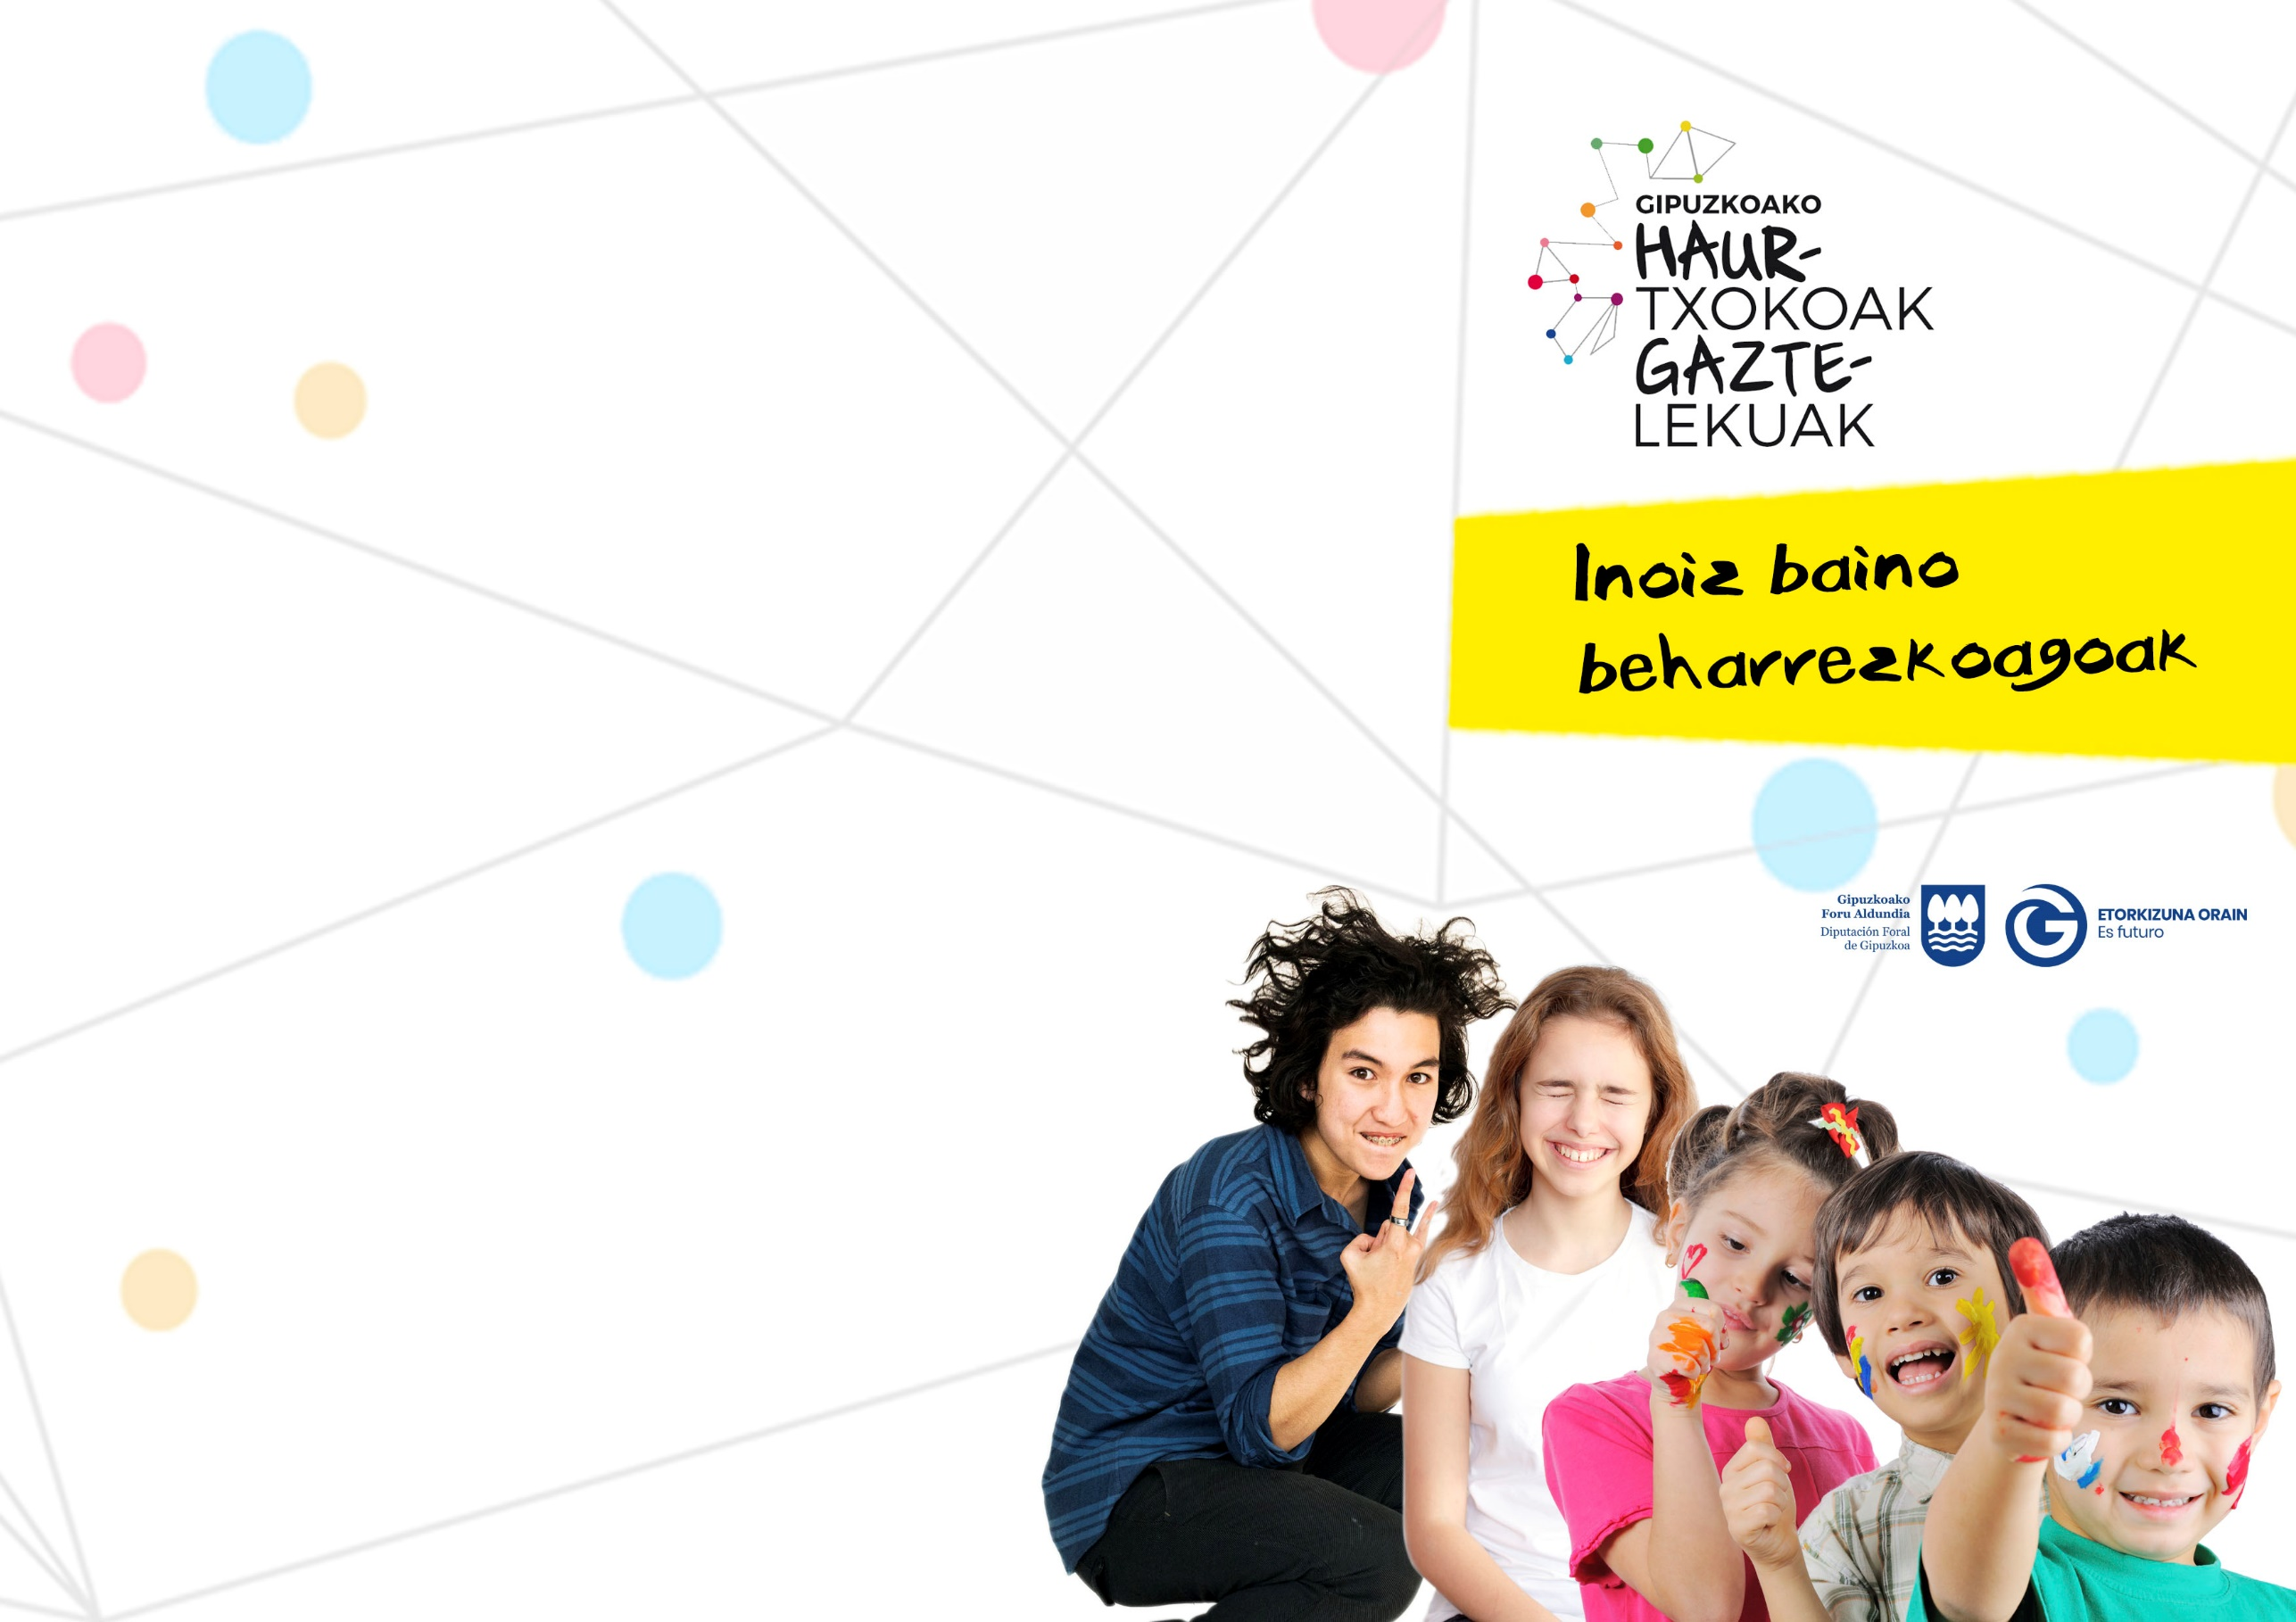 GIPUZKOAKO
HAUR-
TXOKOAK
GAZTE-
LEKUAK
Inoiz baino
beharrezkoagoak
Gipuzkoako
Foru Aldundia
Diputación Foral
de Gipuzkoa
ETORKIZUNA ORAIN
Es futuro